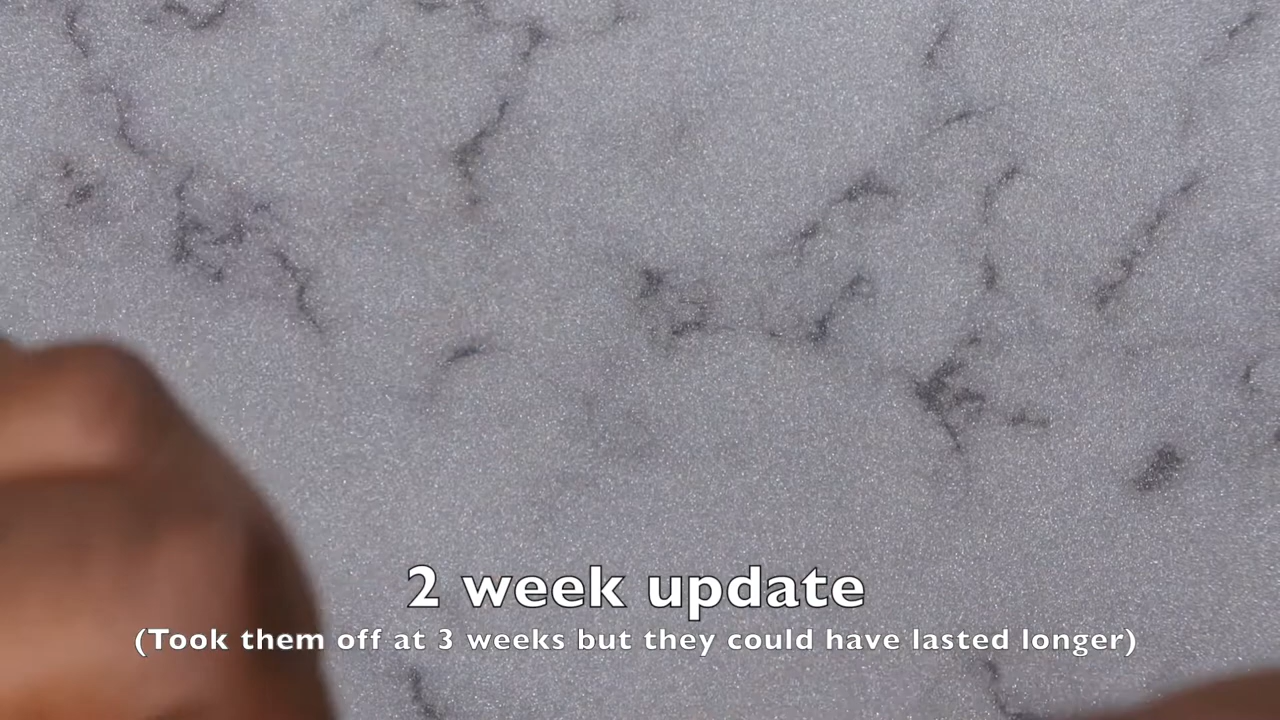 2 week update
(Took them off at 3 weeks but they could have lasted longer)